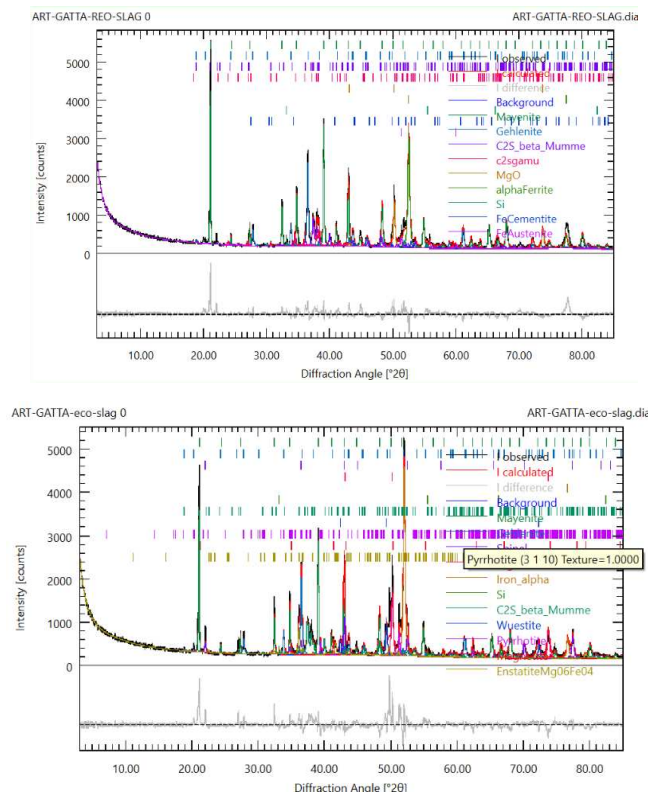 ART-GATTA-REO-SLAG 0 ART-GATTA-REO-SLAG.dia
Intensity [counts]
5000
4000
3000
2000
1000
0
I observed
I calculated
I difference
Background
Mayenite
Gehlenite
C2S_beta_Mumme
c2sgamu
MgO
alphaFerrite
Si
FeCementite
FeAustenite
10.00 20.00 30.00 40.00 50.00 60.00 70.00 80.00
Diffraction Angle [°2θ]
ART-GATTA-eco-slag 0 ART-GATTA-eco-slag.dia
Intensity [counts]
5000
4000
3000
2000
1000
0
I observed
I calculated
I difference
Background
Mayenite
Pyrrhotite (3 1 10) Texture=1.0000
Iron_alpha
Si
C2S_beta_Mumme
Wuestite
Pyrrhotite
EnstatiteMg06Fe04
10.00 20.00 30.00 40.00 50.00 60.00 70.00 80.00
Diffraction Angle [°2θ]